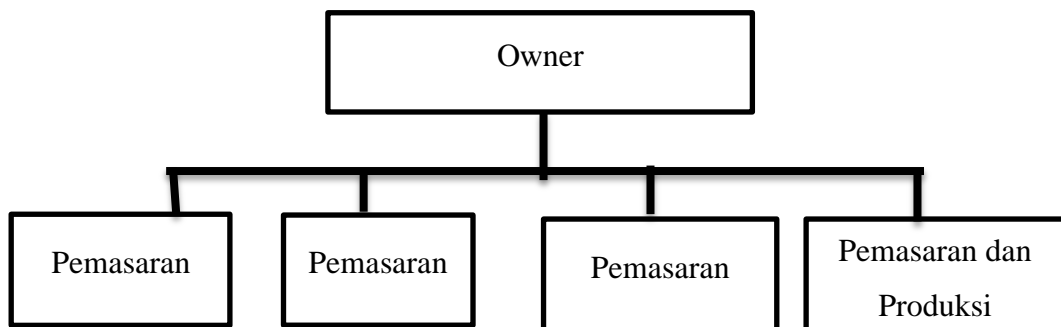 Owner
Pemasaran
Pemasaran
Pemasaran
Pemasaran dan
Produksi